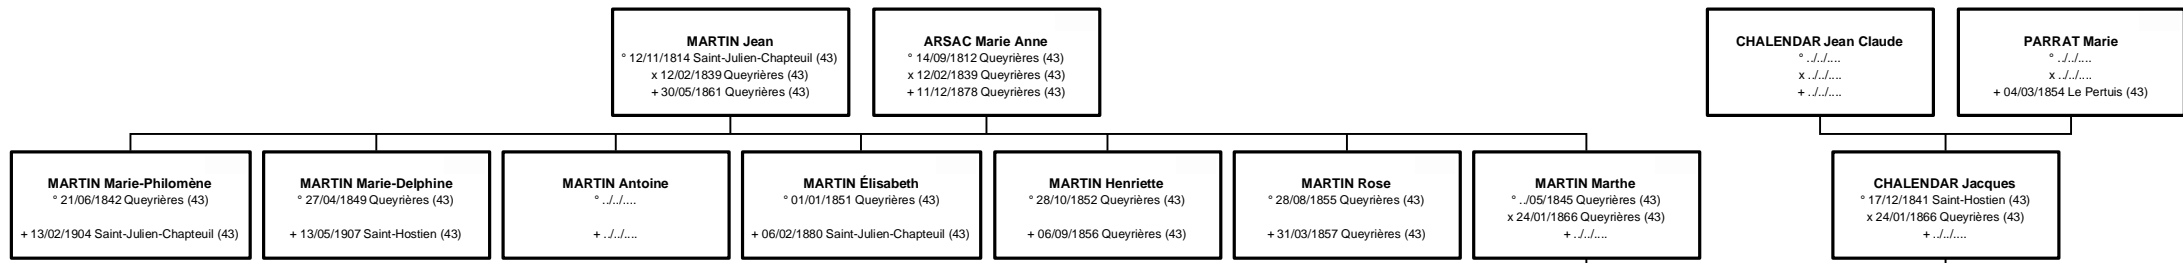 MARTIN Jean
° 12/11/1814 Saint-Julien-Chapteuil (43)
x 12/02/1839 Queyrières (43)
+ 30/05/1861 Queyrières (43)
ARSAC Marie Anne
° 14/09/1812 Queyrières (43)
x 12/02/1839 Queyrières (43)
+ 11/12/1878 Queyrières (43)
CHALENDAR Jean Claude
° ../../....
x ../../....
+ ../../....
PARRAT Marie
° ../../....
x ../../....
+ 04/03/1854 Le Pertuis (43)
MARTIN Marie-Philomène
° 21/06/1842 Queyrières (43)
+ 13/02/1904 Saint-Julien-Chapteuil (43)
MARTIN Marie-Delphine
° 27/04/1849 Queyrières (43)
+ 13/05/1907 Saint-Hostien (43)
MARTIN Antoine
° ../../....
+ ../../....
MARTIN Élisabeth
° 01/01/1851 Queyrières (43)
+ 06/02/1880 Saint-Julien-Chapteuil (43)
MARTIN Henriette
° 28/10/1852 Queyrières (43)
+ 06/09/1856 Queyrières (43)
MARTIN Rose
° 28/08/1855 Queyrières (43)
+ 31/03/1857 Queyrières (43)
MARTIN Marthe
° ../05/1845 Queyrières (43)
x 24/01/1866 Queyrières (43)
+ ../../....
CHALENDAR Jacques
° 17/12/1841 Saint-Hostien (43)
x 24/01/1866 Queyrières (43)
+ ../../....